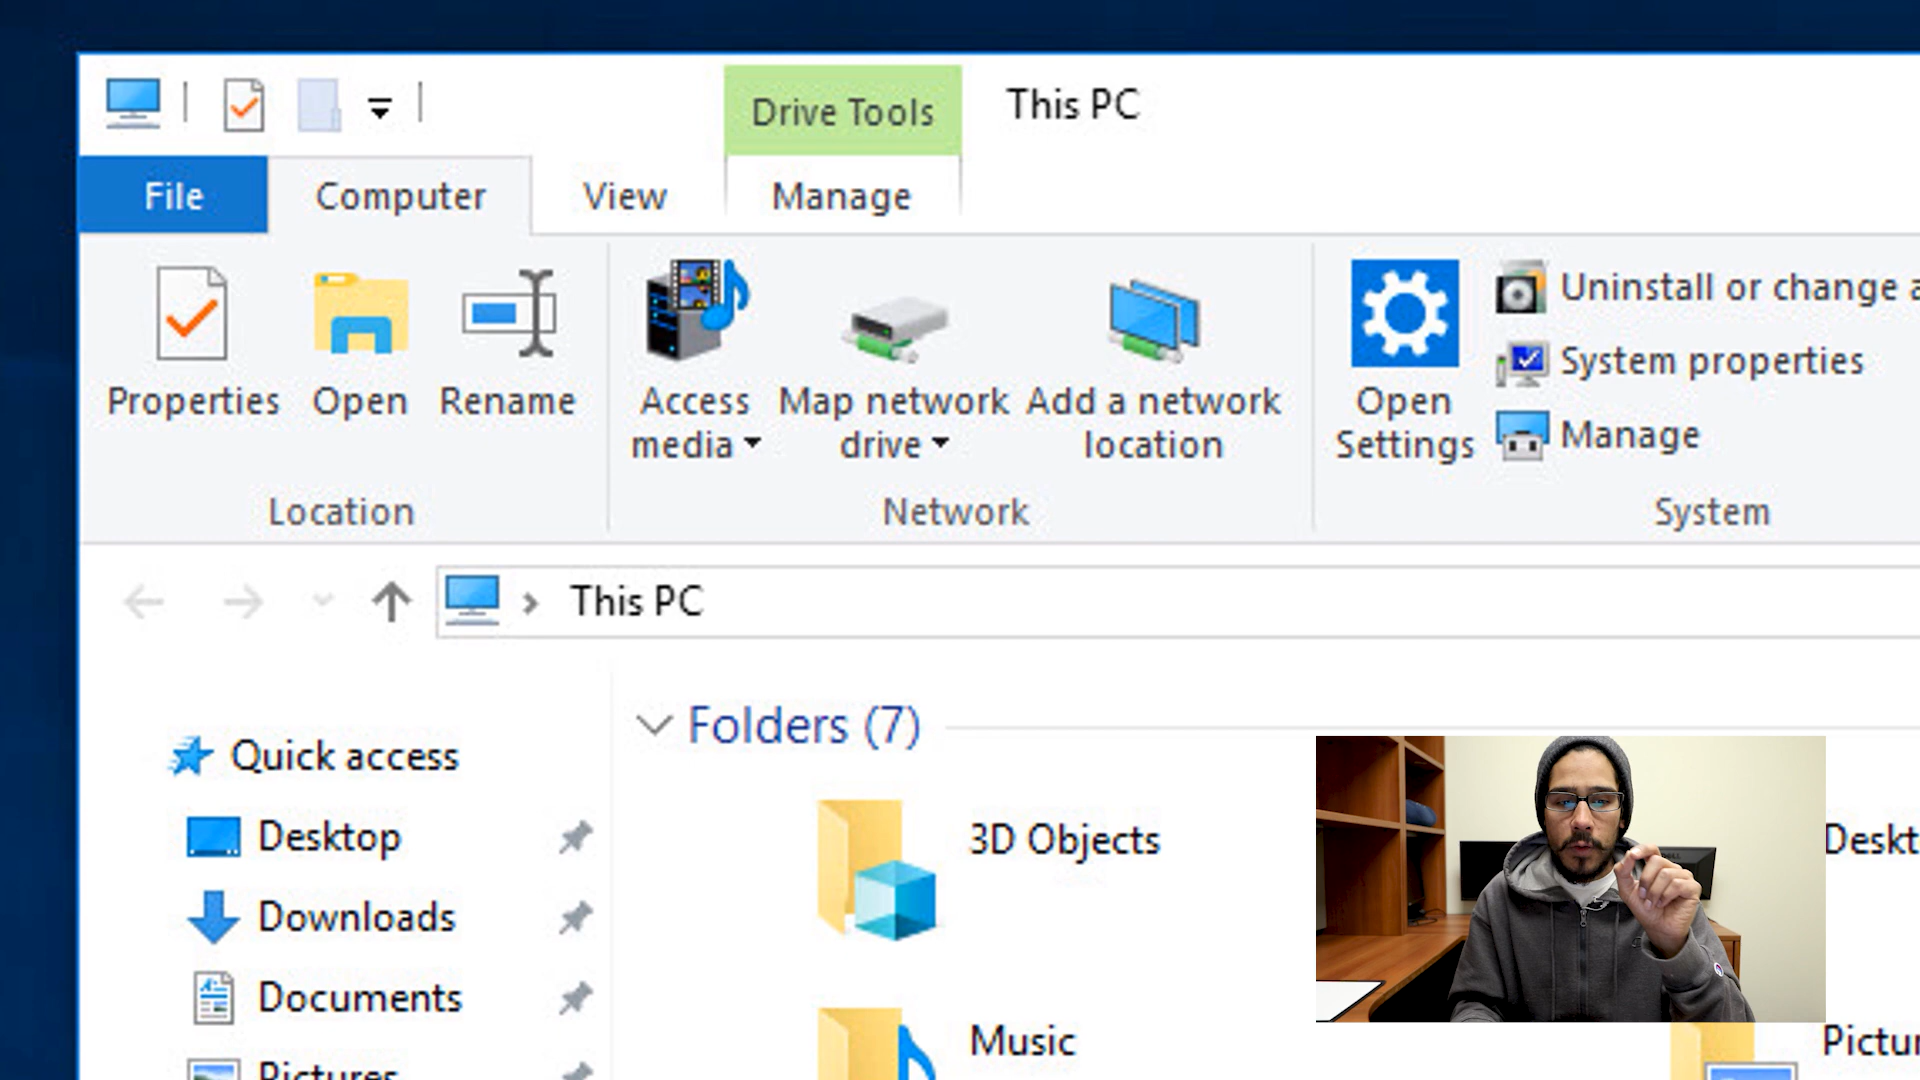 Drive Tools
This PC
File
Computer
View
Manage
Properties
Open
Rename
Access
media
Map network
drive
Add a network
location
Open
Settings
Uninstall or change a
System properties
Manage
Location
Network
System
This PC
Quick access
Desktop
Downloads
Documents
Pictures
Folders (7)
3D Objects
Deskt
Music
Pictur